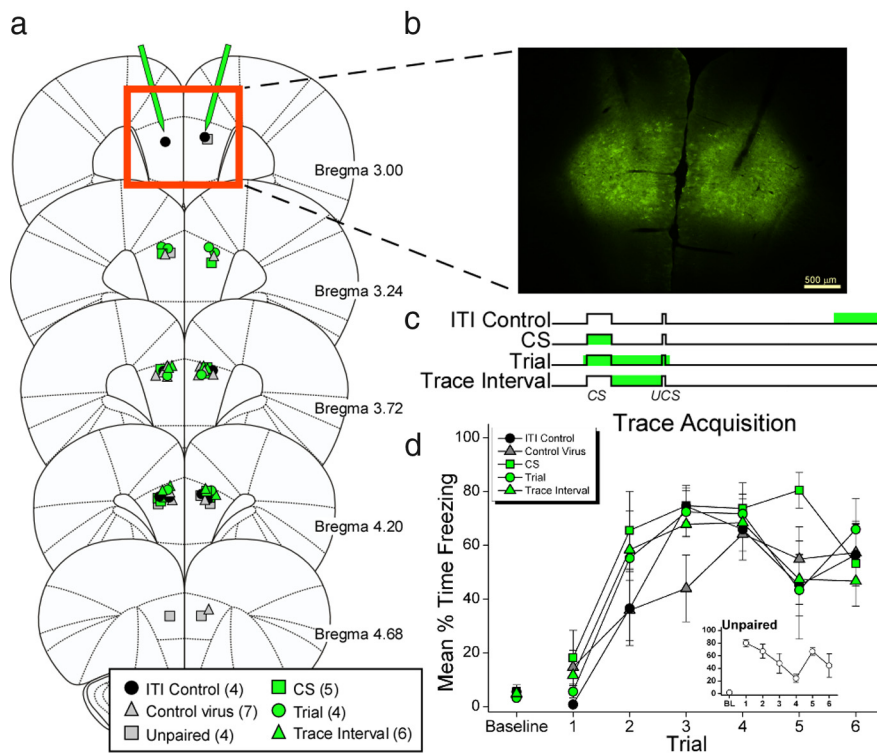 a
Bregma 3.00
Bregma 3.24
Bregma 3.72
Bregma 4.20
Bregma 4.68
ITI Control (4)
Control virus (7)
Unpaired (4)
CS (5)
Trial (4)
Trace Interval (6)
b
500 µm
c
ITI Control
CS
Trial
Trace Interval
CS UCS
d
Trace Acquisition
Mean % Time Freezing
100
80
60
40
20
0
ITI Control
Control Virus
CS
Trial
Trace Interval
Unpaired
100
80
60
40
20
0
BL 1 2 3 4 5 6
Baseline 1 2 3 4 5 6
Trial